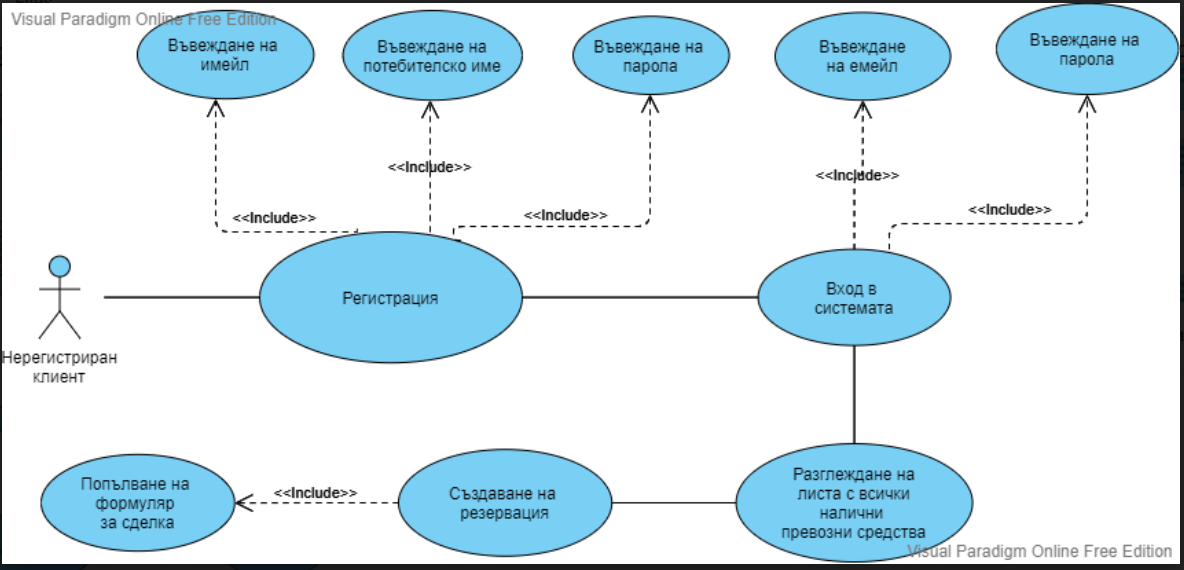 Visual Paradigm Online Free Edition
Въвеждане на
имейл
Въвеждане на
потебителско име
Въвеждане на
парола
Въвеждане
на емейл
Въвеждане на
парола
<<Include>>
<<Include>>
<<Include>>
<<Include>>
<<Include>>
Нерегистриран
клиент
Регистрация
Вход в
системата
Попълване на
формуляр
за сделка
<<Include>>
Създаване на
резервация
Разглеждане на
листа с всички
налични
превозни средства
Visual Paradigm Online Free Edition